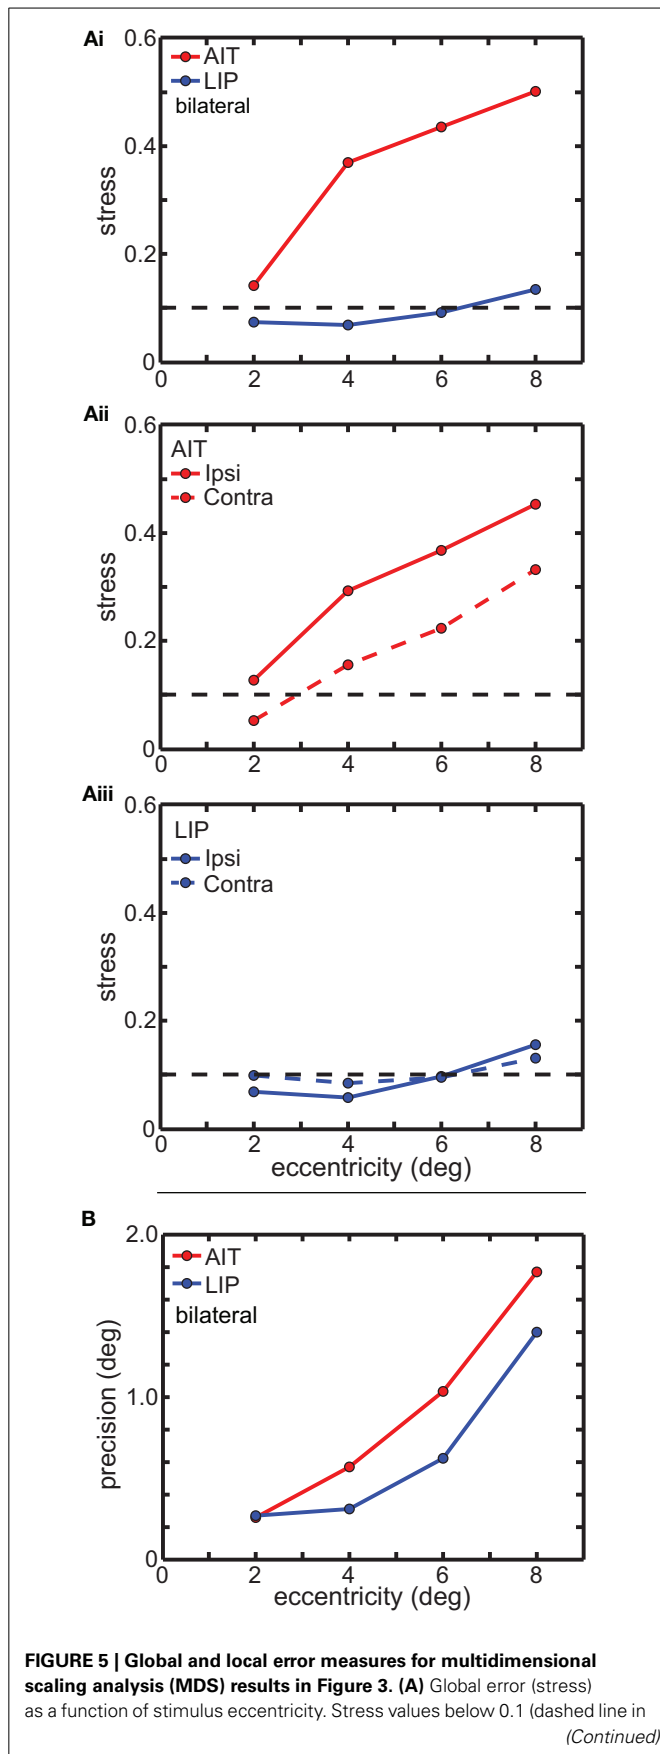 Ai
0.6
AIT
LIP
bilateral
0.4
stress
0.2
0
0 2 4 6 8
Aii
0.6
AIT
Ipsi
Contra
0.4
stress
0.2
0
0 2 4 6 8
Aiii
0.6
LIP
Ipsi
Contra
0.4
stress
0.2
0
0 2 4 6 8
eccentricity (deg)
B
2.0
AIT
LIP
bilateral
precision (deg)
1.0
0
0 2 4 6 8
eccentricity (deg)
FIGURE 5 | Global and local error measures for multidimensional
scaling analysis (MDS) results in Figure 3. (A) Global error (stress)
as a function of stimulus eccentricity. Stress values below 0.1 (dashed line in
(Continued)